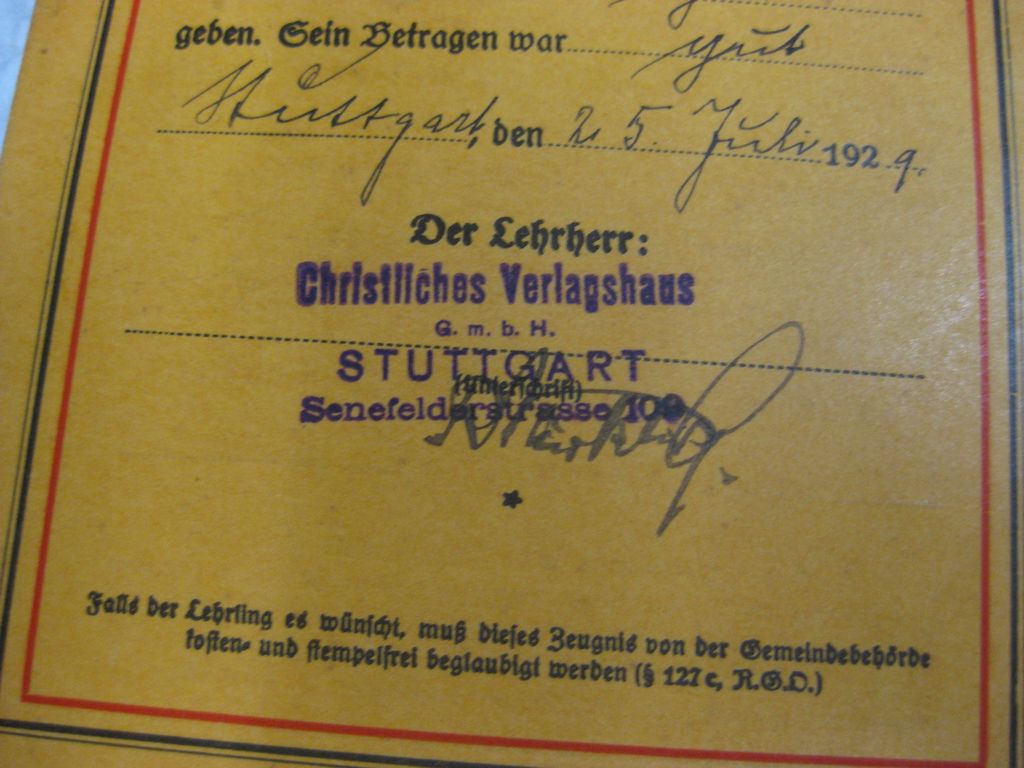 geben. Sein Betragen war gut
Stuttgart, den 25. Juli 1929.
Der Lehrherr:
Christliches Verlagshaus
G. m. b. H.
STUTTGART
(Unterschrift)
Senefelderstrasse 109
Falls der Lehrling es wünscht, muß dieses Zeugnis von der Gemeindebehörde
kosten- und stempelfrei beglaubigt werden (§ 127 c, R.G.O.)